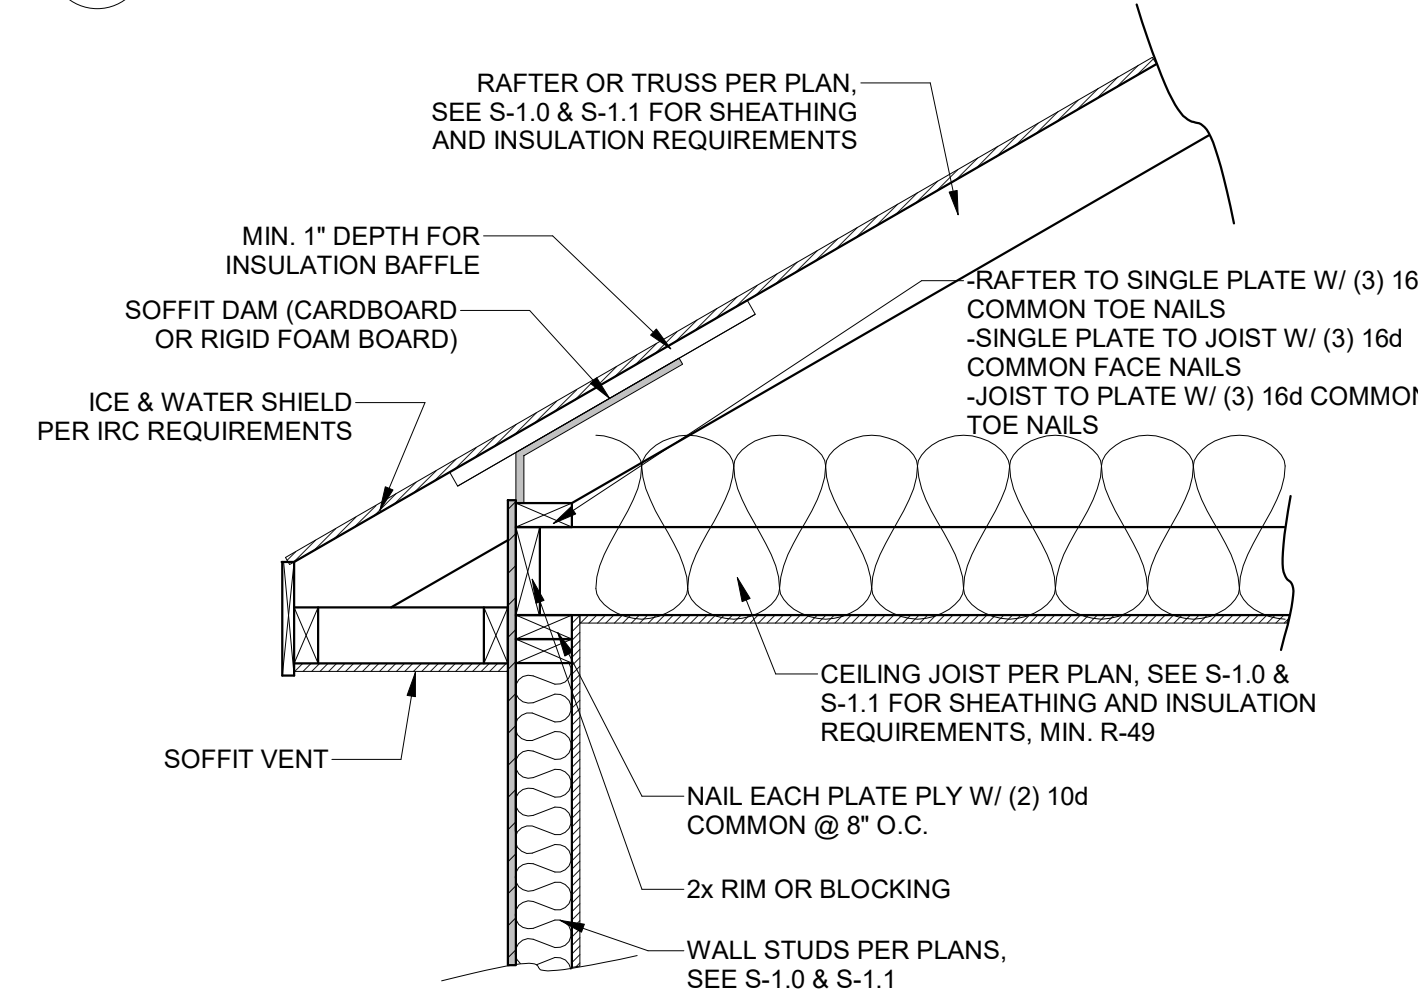 RAFTER OR TRUSS PER PLAN,
SEE S-1.0 & S-1.1 FOR SHEATHING
AND INSULATION REQUIREMENTS
MIN. 1" DEPTH FOR
INSULATION BAFFLE
SOFFIT DAM (CARDBOARD
OR RIGID FOAM BOARD)
ICE & WATER SHIELD
PER IRC REQUIREMENTS
-RAFTER TO SINGLE PLATE W/ (3) 16
COMMON TOE NAILS
-SINGLE PLATE TO JOIST W/ (3) 16d
COMMON FACE NAILS
-JOIST TO PLATE W/ (3) 16d COMMON
TOE NAILS
CEILING JOIST PER PLAN, SEE S-1.0 &
S-1.1 FOR SHEATHING AND INSULATION
REQUIREMENTS, MIN. R-49
SOFFIT VENT
NAIL EACH PLATE PLY W/ (2) 10d
COMMON @ 8" O.C.
2x RIM OR BLOCKING
WALL STUDS PER PLANS,
SEE S-1.0 & S-1.1